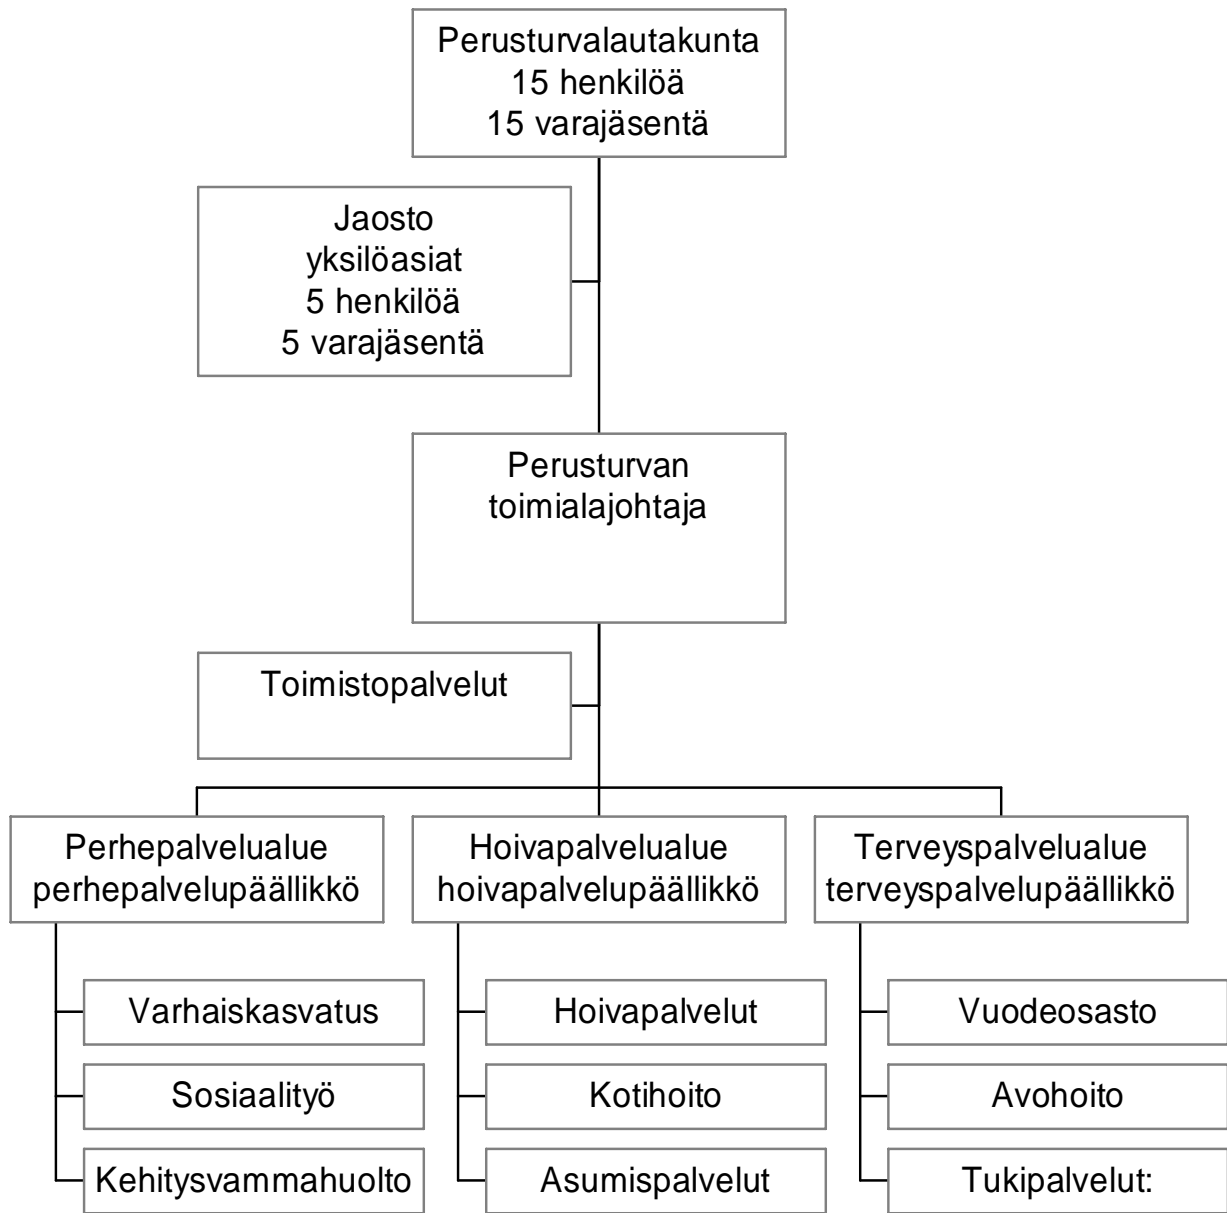 Perusturvalautakunta
15 henkilöä
15 varajäsentä
Jaosto
yksilöasiat
5 henkilöä
5 varajäsentä
Perusturvan
toimialajohtaja
Toimistopalvelut
Perhepalvelualue
perhepalvelupäällikkö
Hoivapalvelualue
hoivapalvelupäällikkö
Terveyspalvelualue
terveyspalvelupäällikkö
Varhaiskasvatus
Sosiaalityö
Kehitysvammahuolto
Hoivapalvelut
Kotihoito
Asumispalvelut
Vuodeosasto
Avohoito
Tukipalvelut: